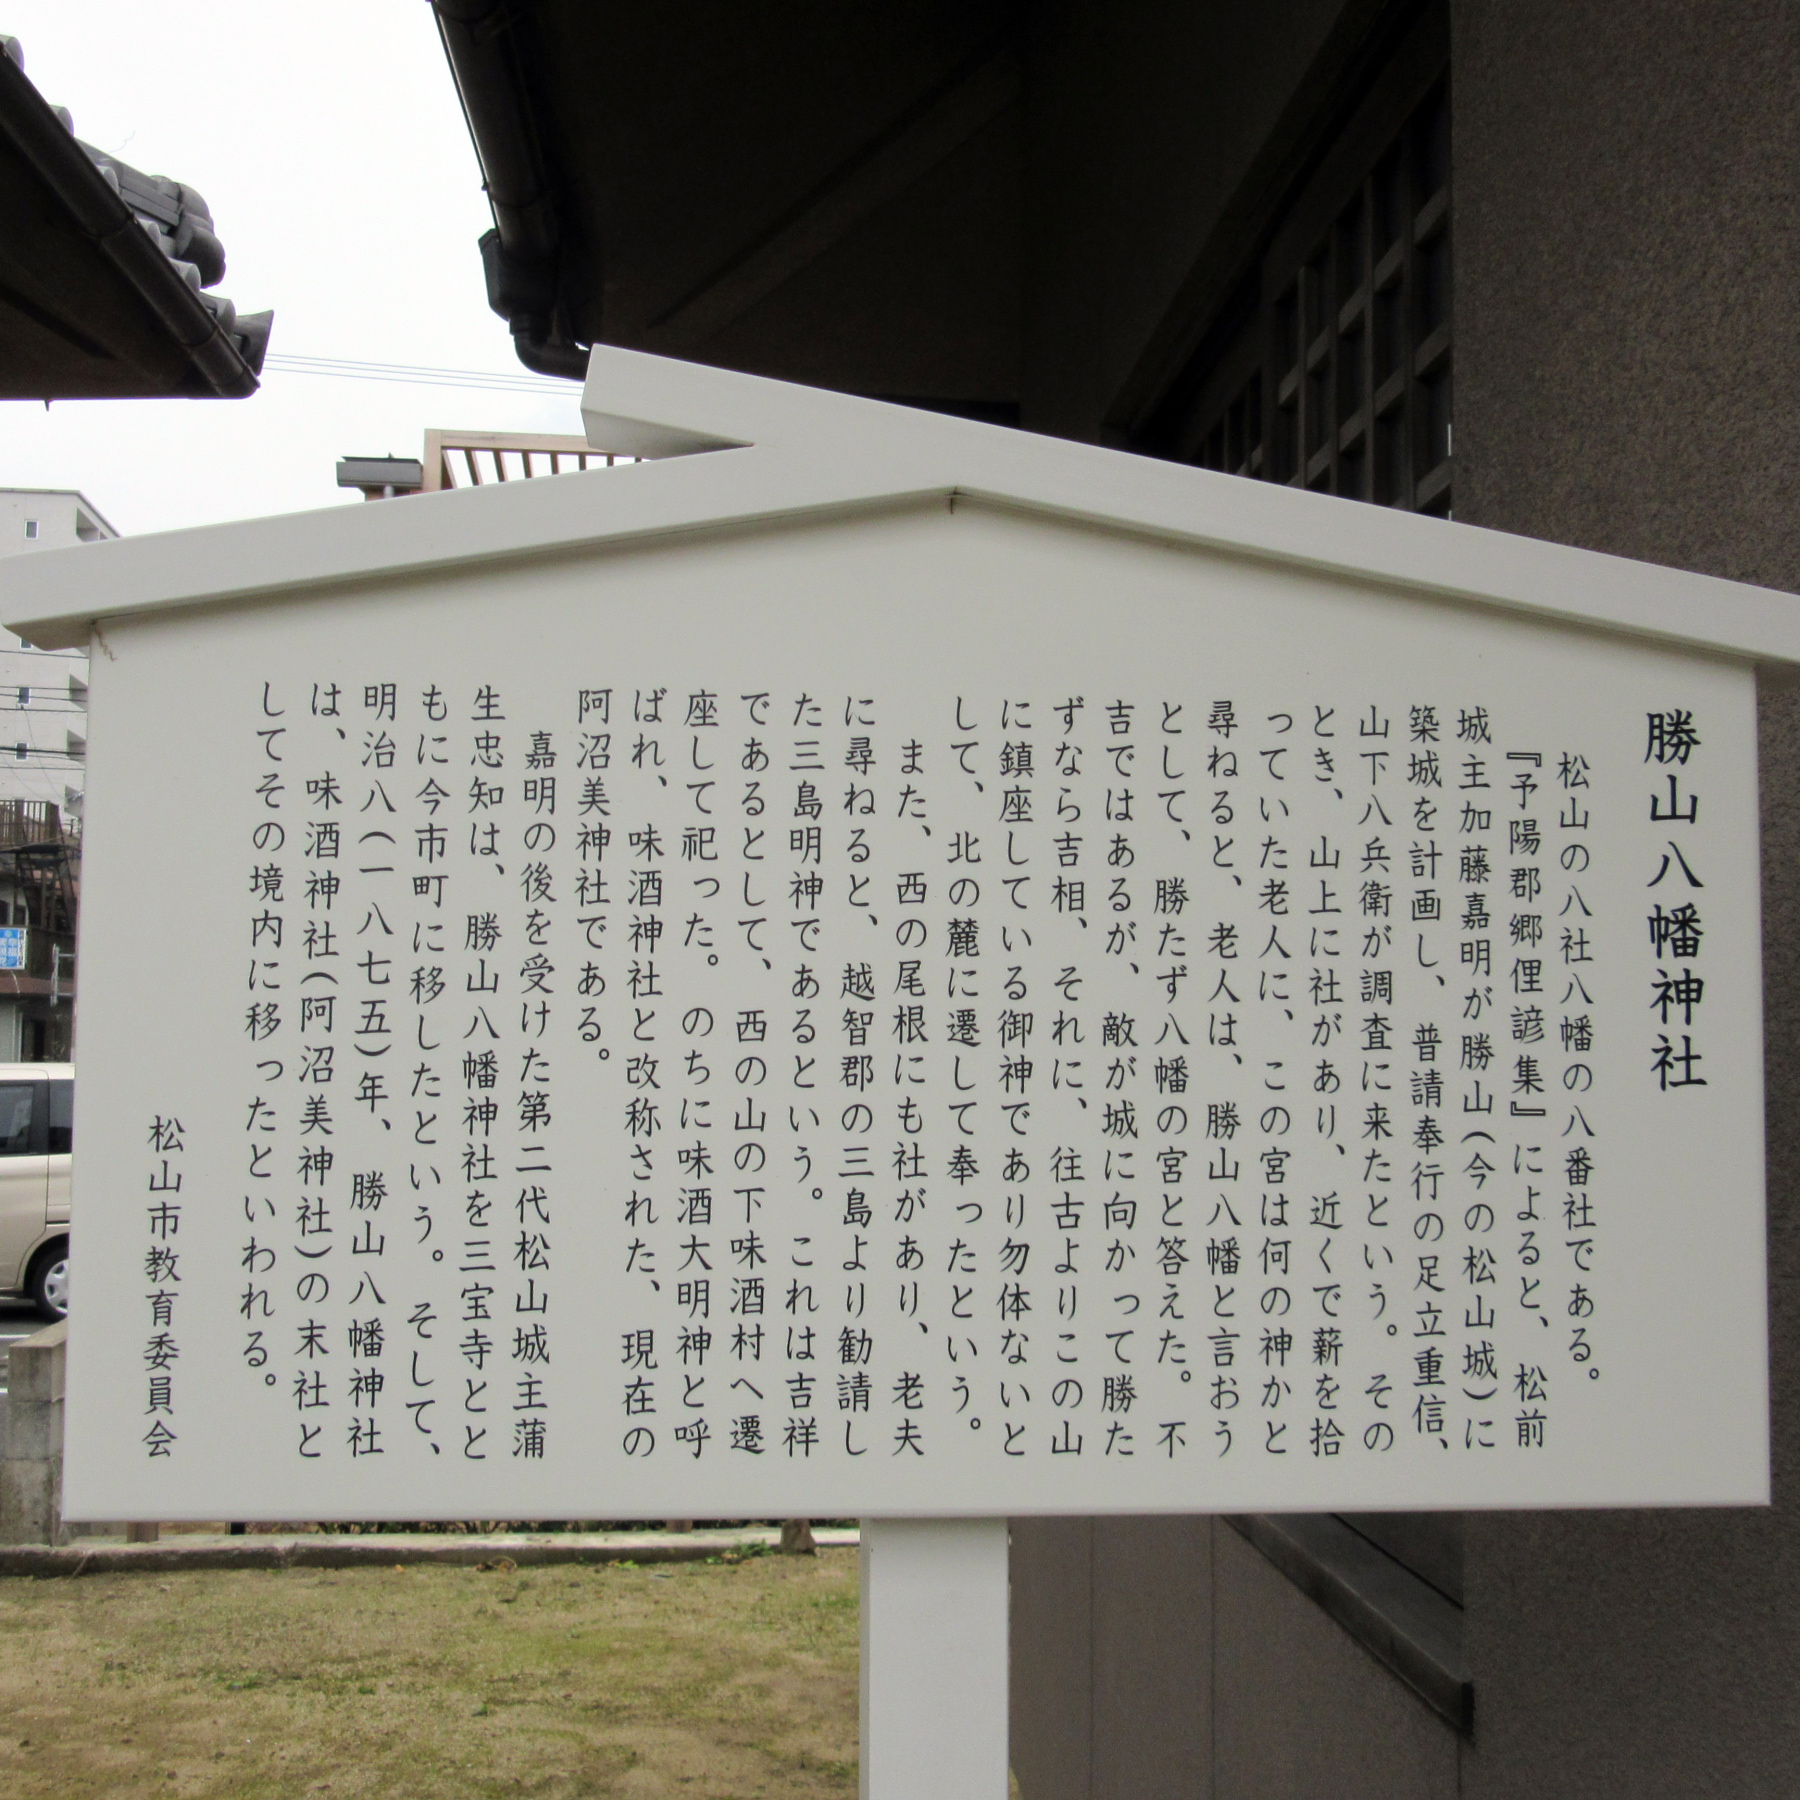 勝山八幡神社
松山の八社八幡の八番社である。
『予陽郡郷俚諺集』によると、松前
城主加藤嘉明が勝山(今の松山城)に
築城を計画し、普請奉行の足立重信、
山下八兵衛が調査に来たという。その
とき、山上に社があり、近くで薪を拾
っていた老人に、この宮は何の神かと
尋ねると、老人は、勝山八幡と言おう
として、勝たず八幡の宮と答えた。不
吉ではあるが、敵が城に向かって勝た
ずなら吉相、それに、往古よりこの山
に鎮座している御神であり勿体ないと
して、北の麓に遷して奉ったという。
また、西の尾根にも社があり、老夫
に尋ねると、越智郡の三島より勧請し
た三島明神であるという。これは吉祥
であるとして、西の山の下味酒村へ遷
座して祀った。のちに味酒大明神と呼
ばれ、味酒神社と改称された、現在の
阿沼美神社である。
嘉明の後を受けた第二代松山城主蒲
生忠知は、勝山八幡神社を三宝寺とと
もに今市町に移したという。そして、
明治八(一八七五)年、勝山八幡神社
は、味酒神社(阿沼美神社)の末社と
してその境内に移ったといわれる。
松山市教育委員会